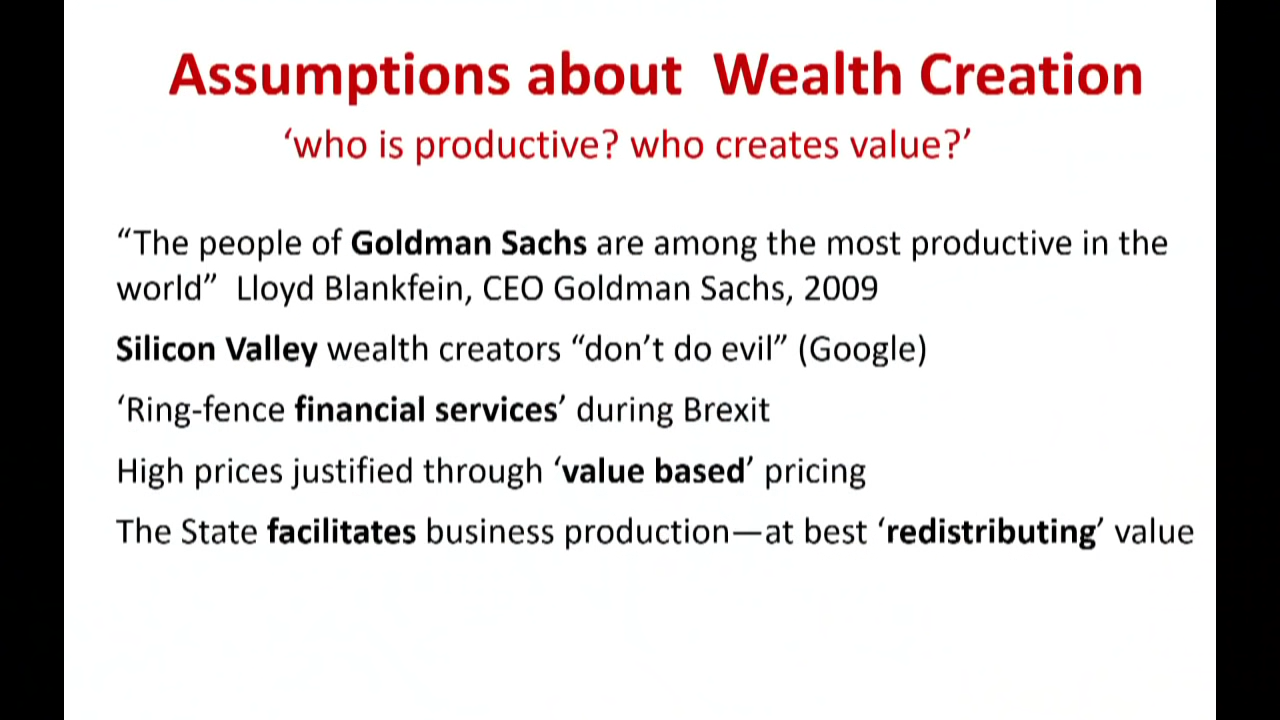 Assumptions about  Wealth Creation
‘who is productive? who creates value?’
“The people of Goldman Sachs are among the most productive in the
world”  Lloyd Blankfein, CEO Goldman Sachs, 2009
Silicon Valley wealth creators “don’t do evil” (Google)
‘Ring-fence financial services’ during Brexit
High prices justified through ‘value based’ pricing
The State facilitates business production—at best ‘redistributing’ value